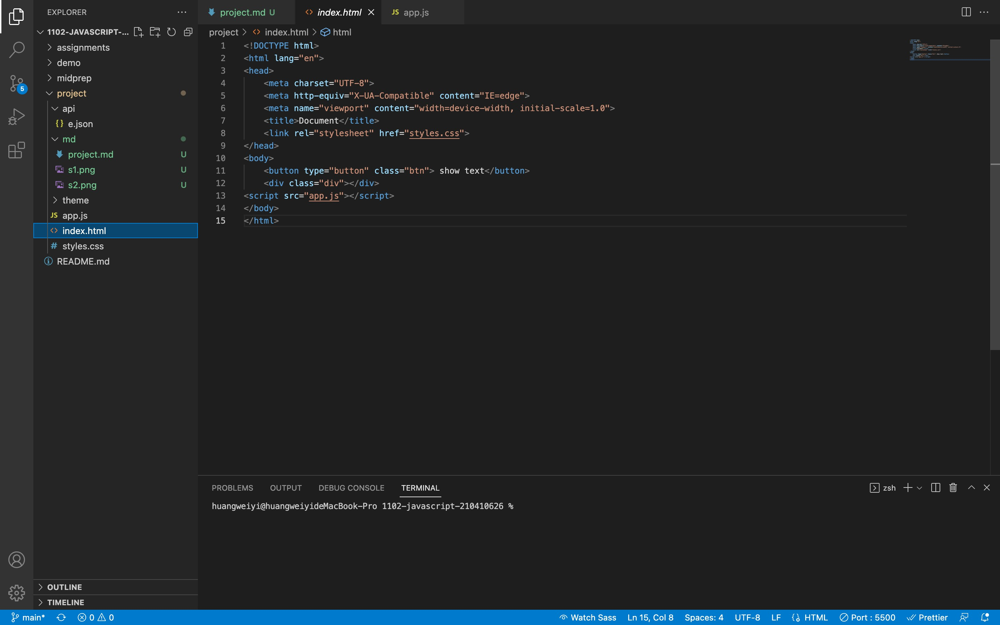 EXPLORER
1102-JAVASCRIPT-...
assignments
demo
midprep
project
api
{} e.json
md
project.md U
s1.png U
s2.png U
theme
JS app.js
<> index.html
# styles.css
README.md
OUTLINE
TIMELINE
5
project.md U
<> index.html
JS app.js
project > <> index.html > html
1 <!DOCTYPE html>
2 <html lang="en">
3 <head>
4     <meta charset="UTF-8">
5     <meta http-equiv="X-UA-Compatible" content="IE=edge">
6     <meta name="viewport" content="width=device-width, initial-scale=1.0">
7     <title>Document</title>
8     <link rel="stylesheet" href="styles.css">
9 </head>
10 <body>
11     <button type="button" class="btn"> show text</button>
12     <div class="div"></div>
13 <script src="app.js"></script>
14 </body>
15 </html>
PROBLEMS OUTPUT DEBUG CONSOLE TERMINAL zsh
huangweiyi@huangweiyideMacBook-Pro 1102-javascript-210410626 %
main* 0 0 Watch Sass Ln 15, Col 8 Spaces: 4 UTF-8 LF HTML Port : 5500 Prettier